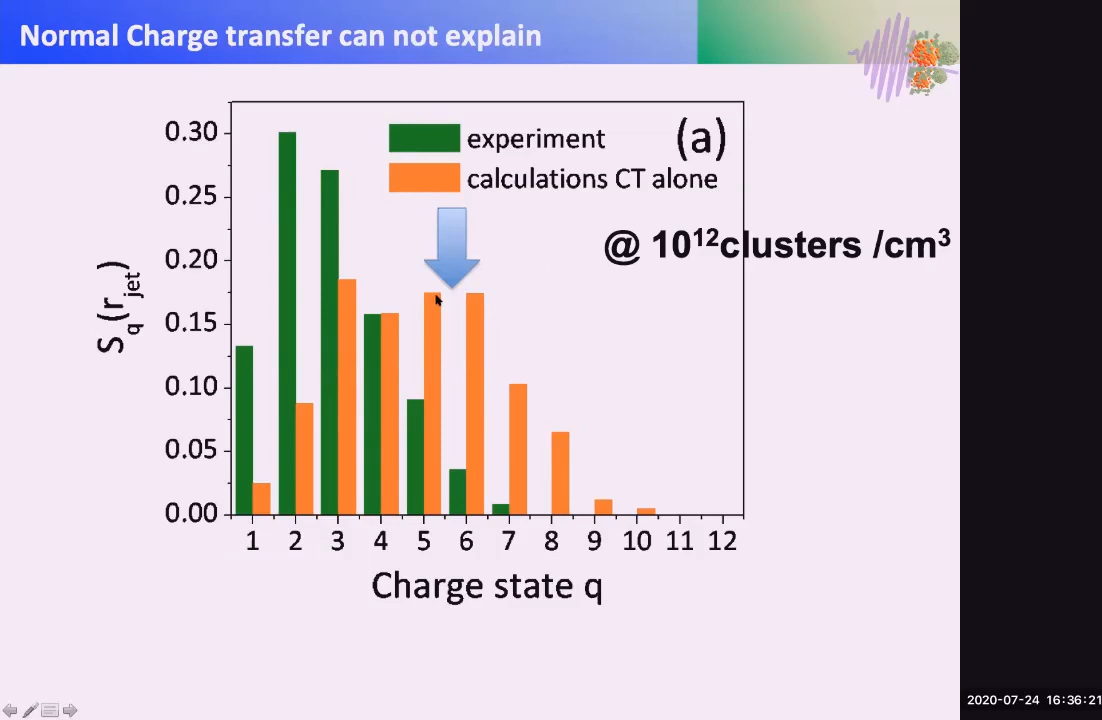 Normal Charge transfer can not explain
(a)
experiment
calculations CT alone
@ 10¹²clusters /cm³
0.30
0.25
0.20
0.15
0.10
0.05
0.00
S_q(r_jet)
1 2 3 4 5 6 7 8 9 10 11 12
Charge state q
2020-07-24 16:36:21